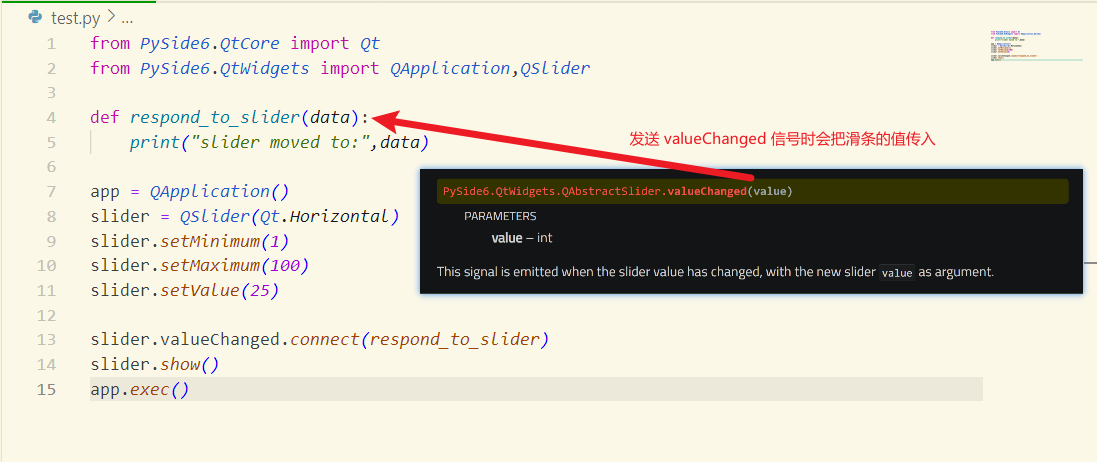 test.py > ...
1 from PySide6.QtCore import Qt
2 from PySide6.QtWidgets import QApplication,QSlider
3
4 def respond_to_slider(data):
5 print("slider moved to:",data)
6
7 app = QApplication()
8 slider = QSlider(Qt.Horizontal)
9 slider.setMinimum(1)
10 slider.setMaximum(100)
11 slider.setValue(25)
12
13 slider.valueChanged.connect(respond_to_slider)
14 slider.show()
15 app.exec()
发送 valueChanged 信号时会把滑条的值传入
PySide6.QtWidgets.QAbstractSlider.valueChanged(value)
PARAMETERS
value – int
This signal is emitted when the slider value has changed, with the new slider value as argument.